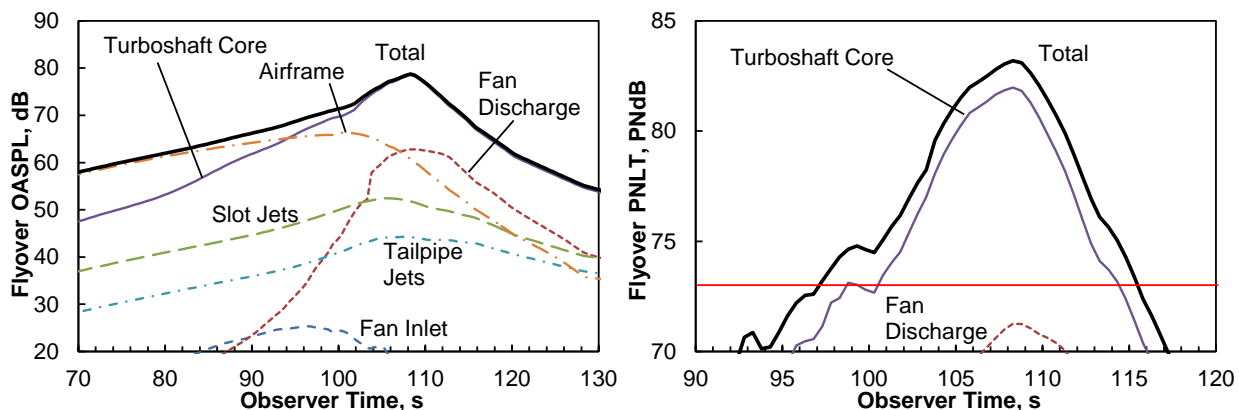 90
80
70
60
50
40
30
20
70
80
90
100
110
120
130
Flyover OASPL, dB
Observer Time, s
Turboshaft Core
Airframe
Total
Fan
Discharge
Slot Jets
Tailpipe
Jets
Fan Inlet
85
80
75
70
90
95
100
105
110
115
120
Flyover PNLT, PNdB
Observer Time, s
Turboshaft Core
Total
Fan
Discharge